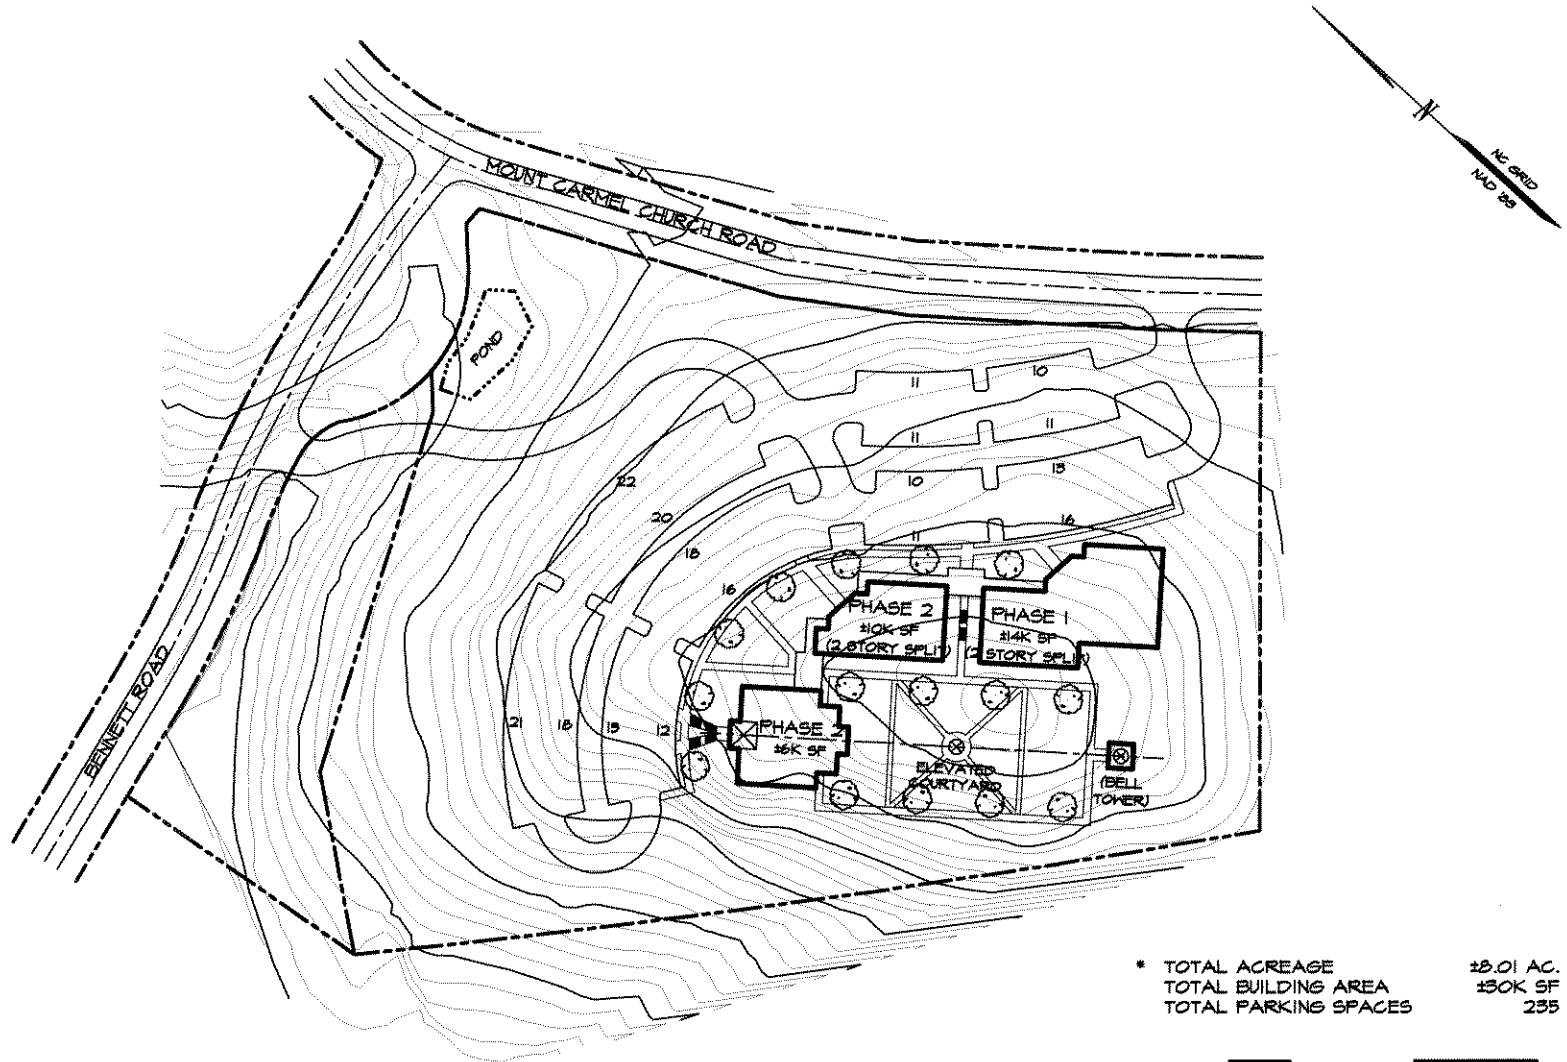 N
NC GRID
NAD '83
MOUNT CARMEL CHURCH ROAD
POND
BENNETT ROAD
11
10
11
11
10
13
22
20
18
16
11
16
PHASE 2
±10K SF
(2 STORY SPLIT)
PHASE 1
±14K SF
(2 STORY SPLIT)
21
18
15
12
PHASE 2
±6K SF
ELEVATED
COURTYARD
(BELL
TOWER)
* TOTAL ACREAGE ±8.01 AC.
TOTAL BUILDING AREA ±30K SF
TOTAL PARKING SPACES 235